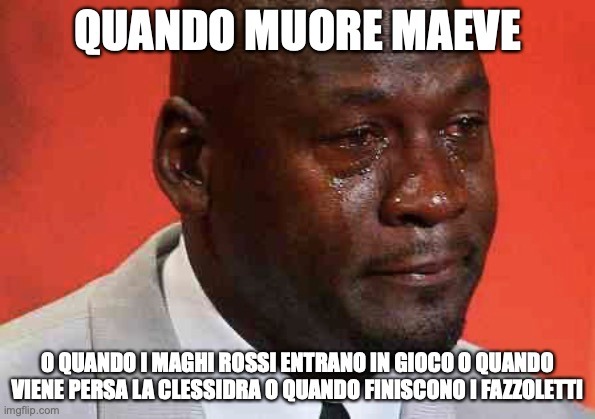 QUANDO MUORE MAEVE
O QUANDO I MAGHI ROSSI ENTRANO IN GIOCO O QUANDO
VIENE PERSA LA CLESSIDRA O QUANDO FINISCONO I FAZZOLETTI
imgflip.com